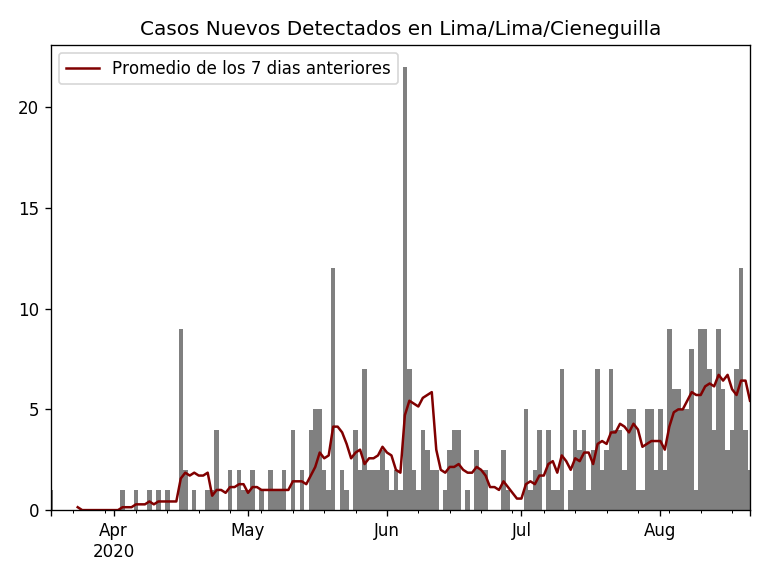 Casos Nuevos Detectados en Lima/Lima/Cieneguilla
Promedio de los 7 dias anteriores
20
15
10
5
0
Apr May Jun Jul Aug
2020